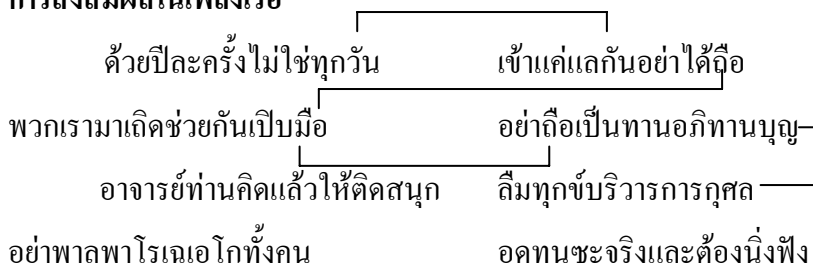 การส่งสัมผัสในเพลงเรือ
ด้วยปีละครั้งไม่ใช่ทุกวัน เข้าแค่แลกันอย่าได้ถือ
พวกเรามาเถิดช่วยกันเปิบมือ อย่าถือเป็นทานอภิทานบุญ
อาจารย์ท่านคิดแล้วให้ติดสนุก ลืมทุกข์บริวารการกุศล
อย่าพาลพาโรเฉเอโกทั้งคน อดทนซะจริงและต้องนิ่งฟัง